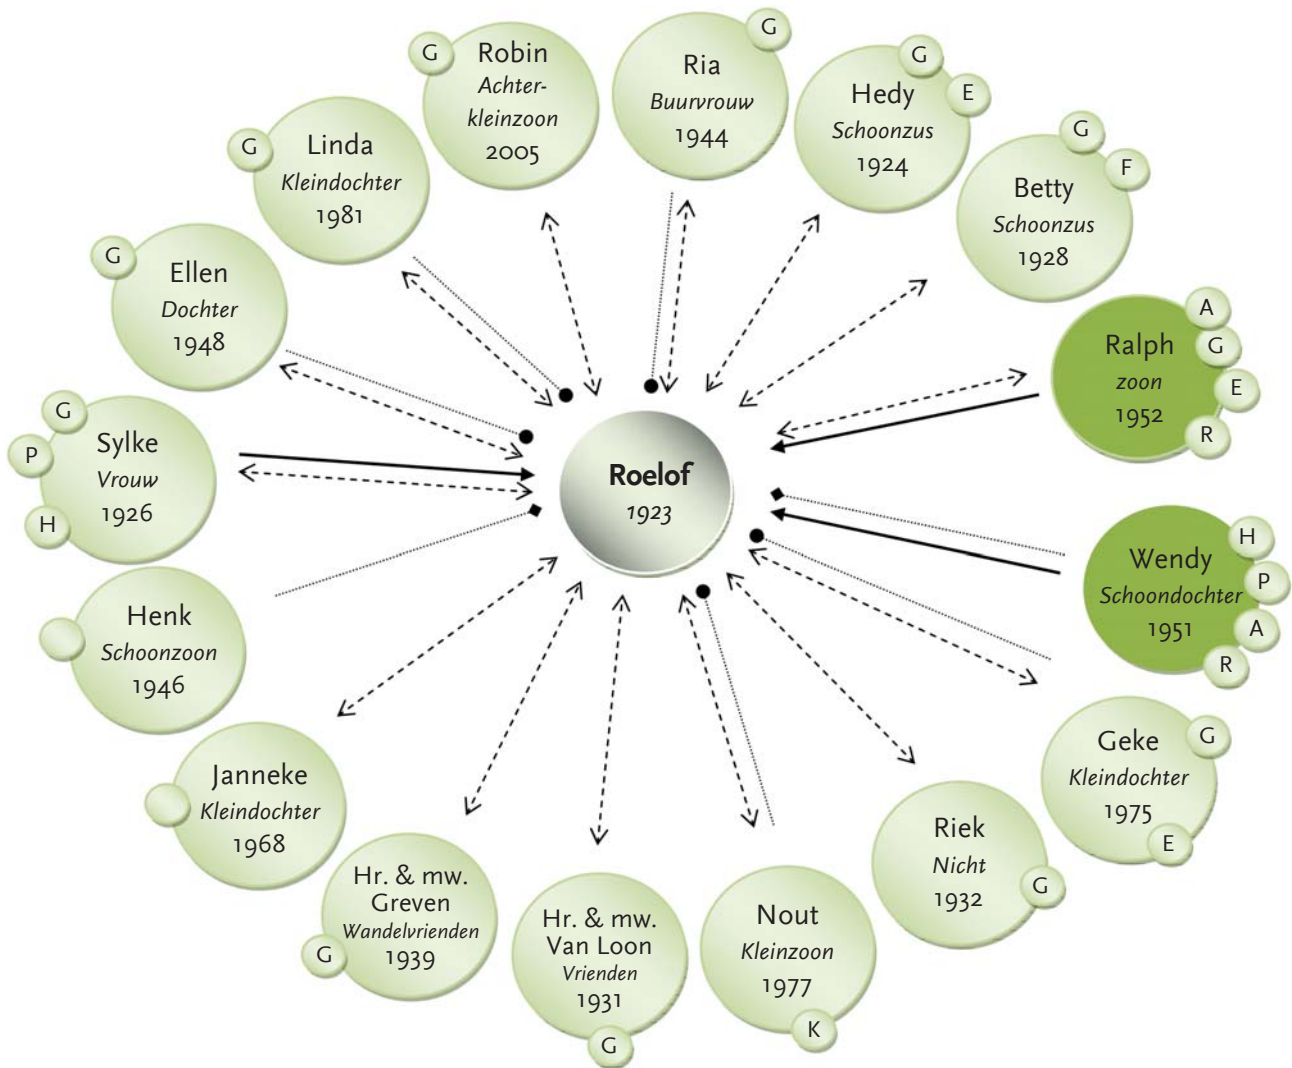 Roelof
1923
G
Robin
Achter-
kleinzoon
2005
G
Ria
Buurvrouw
1944
G
E
Hedy
Schoonzus
1924
G
F
Betty
Schoonzus
1928
A
G
E
R
Ralph
zoon
1952
H
P
A
R
Wendy
Schoondochter
1951
G
E
Geke
Kleindochter
1975
Riek
Nicht
1932
G
Nout
Kleinzoon
1977
K
Hr. & mw.
Van Loon
Vrienden
1931
G
Hr. & mw.
Greven
Wandelvrienden
1939
G
Janneke
Kleindochter
1968
Henk
Schoonzoon
1946
G
P
H
Sylke
Vrouw
1926
G
Ellen
Dochter
1948
G
Linda
Kleindochter
1981